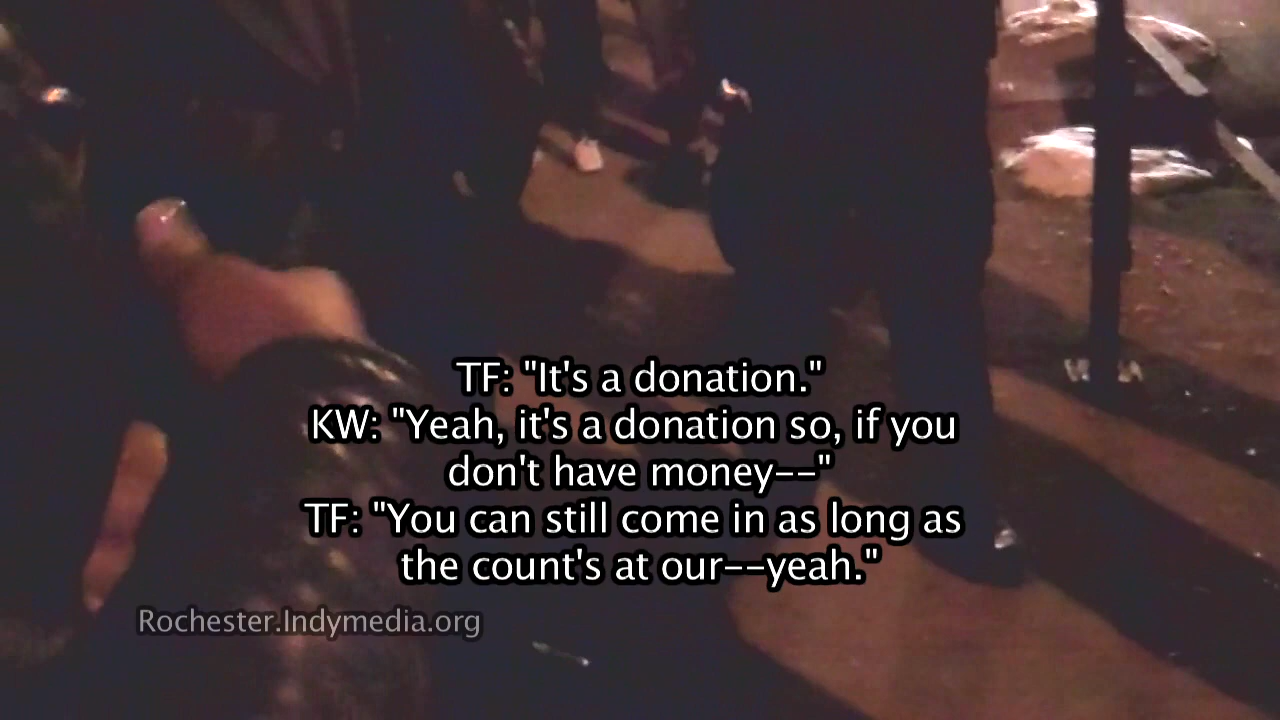 TF: "It's a donation."
KW: "Yeah, it's a donation so, if you
don't have money--"
TF: "You can still come in as long as
the count's at our--yeah."
Rochester.Indymedia.org